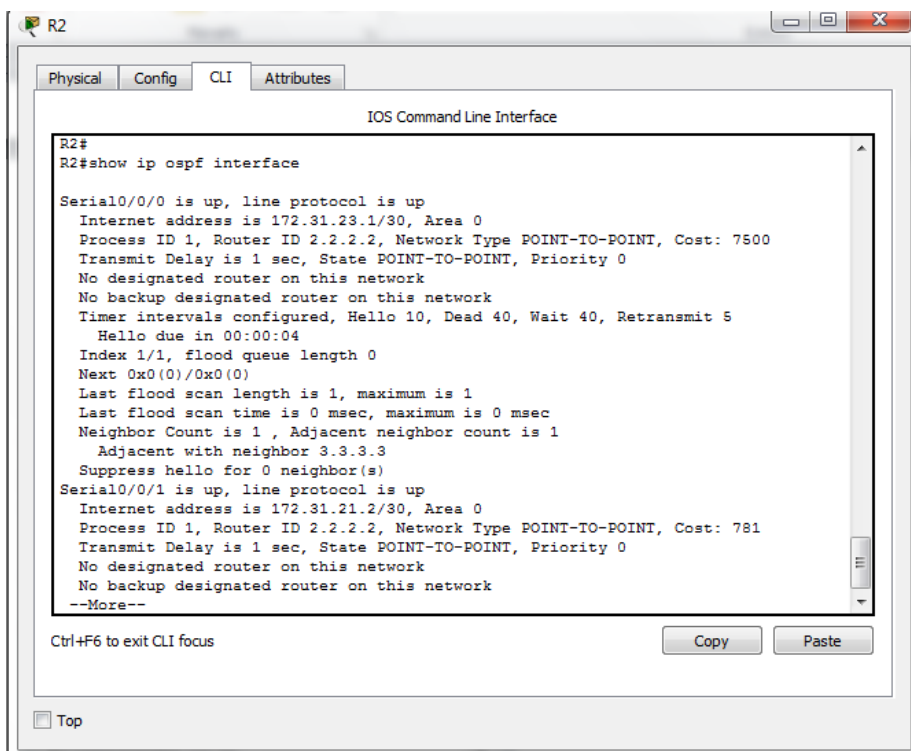 R2
Physical Config CLI Attributes
IOS Command Line Interface
R2#
R2#show ip ospf interface
Serial0/0/0 is up, line protocol is up
Internet address is 172.31.23.1/30, Area 0
Process ID 1, Router ID 2.2.2.2, Network Type POINT-TO-POINT, Cost: 7500
Transmit Delay is 1 sec, State POINT-TO-POINT, Priority 0
No designated router on this network
No backup designated router on this network
Timer intervals configured, Hello 10, Dead 40, Wait 40, Retransmit 5
Hello due in 00:00:04
Index 1/1, flood queue length 0
Next 0x0(0)/0x0(0)
Last flood scan length is 1, maximum is 1
Last flood scan time is 0 msec, maximum is 0 msec
Neighbor Count is 1 , Adjacent neighbor count is 1
Adjacent with neighbor 3.3.3.3
Suppress hello for 0 neighbor(s)
Serial0/0/1 is up, line protocol is up
Internet address is 172.31.21.2/30, Area 0
Process ID 1, Router ID 2.2.2.2, Network Type POINT-TO-POINT, Cost: 781
Transmit Delay is 1 sec, State POINT-TO-POINT, Priority 0
No designated router on this network
No backup designated router on this network
--More--
Ctrl+F6 to exit CLI focus
Copy Paste
Top